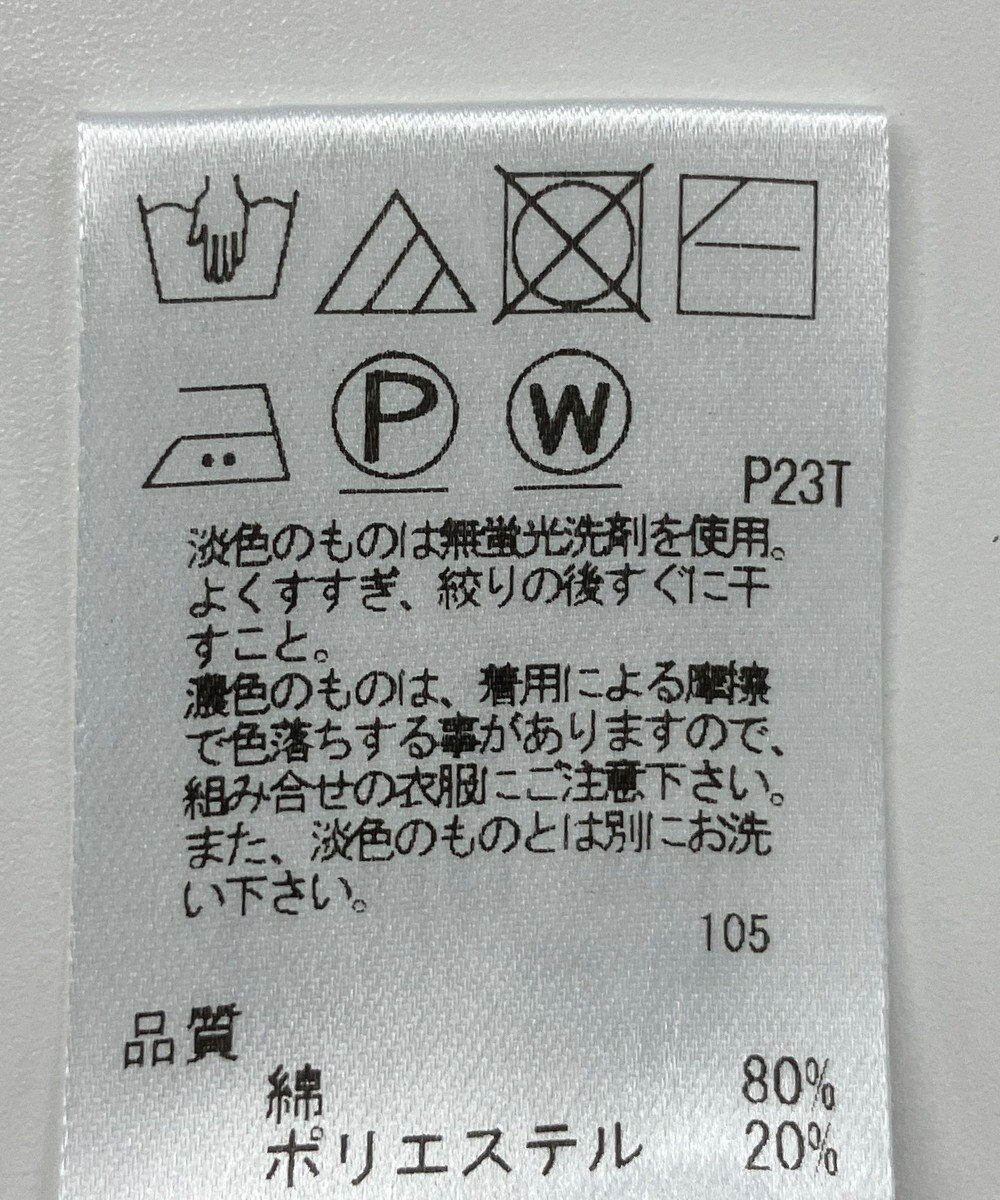 P W
P23T
淡色のものは無蛍光洗剤を使用。
よくすすぎ、絞りの後すぐに干
すこと。
濃色のものは、着用による摩擦
で色落ちする事がありますので、
組み合せの衣服にご注意下さい。
また、淡色のものとは別にお洗
い下さい。
105
品質
綿 80%
ポリエステル 20%